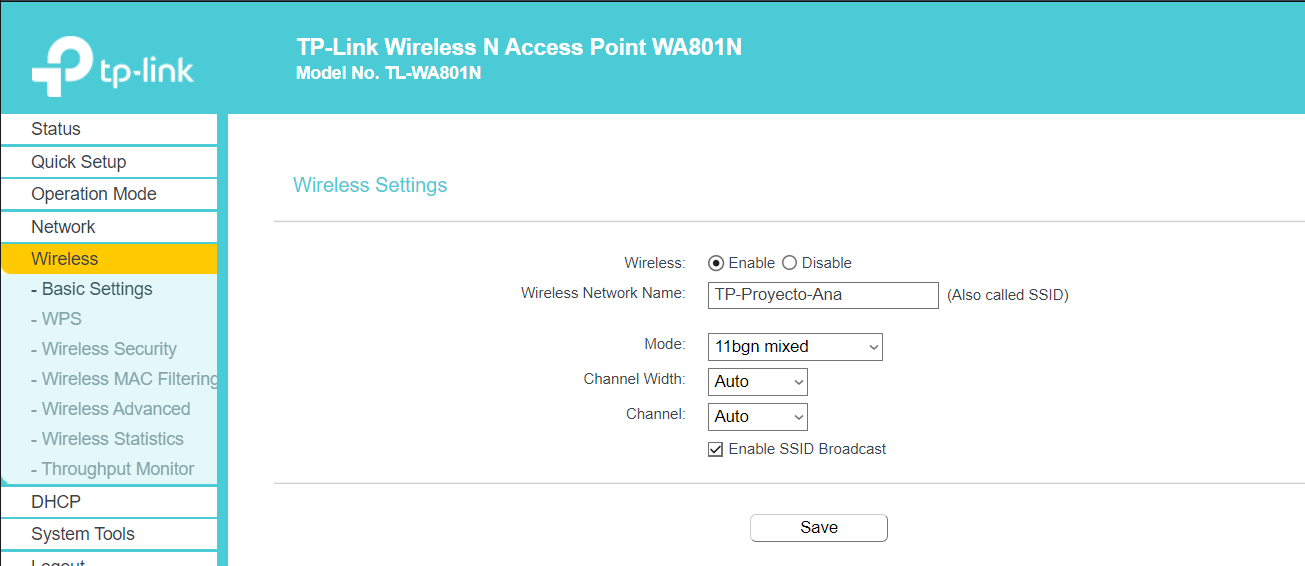 tp-link
TP-Link Wireless N Access Point WA801N
Model No. TL-WA801N
Status
Quick Setup
Operation Mode
Network
Wireless
- Basic Settings
- WPS
- Wireless Security
- Wireless MAC Filtering
- Wireless Advanced
- Wireless Statistics
- Throughput Monitor
DHCP
System Tools
Logout
Wireless Settings
Wireless: Enable Disable
Wireless Network Name: TP-Proyecto-Ana (Also called SSID)
Mode: 11bgn mixed
Channel Width: Auto
Channel: Auto
Enable SSID Broadcast
Save